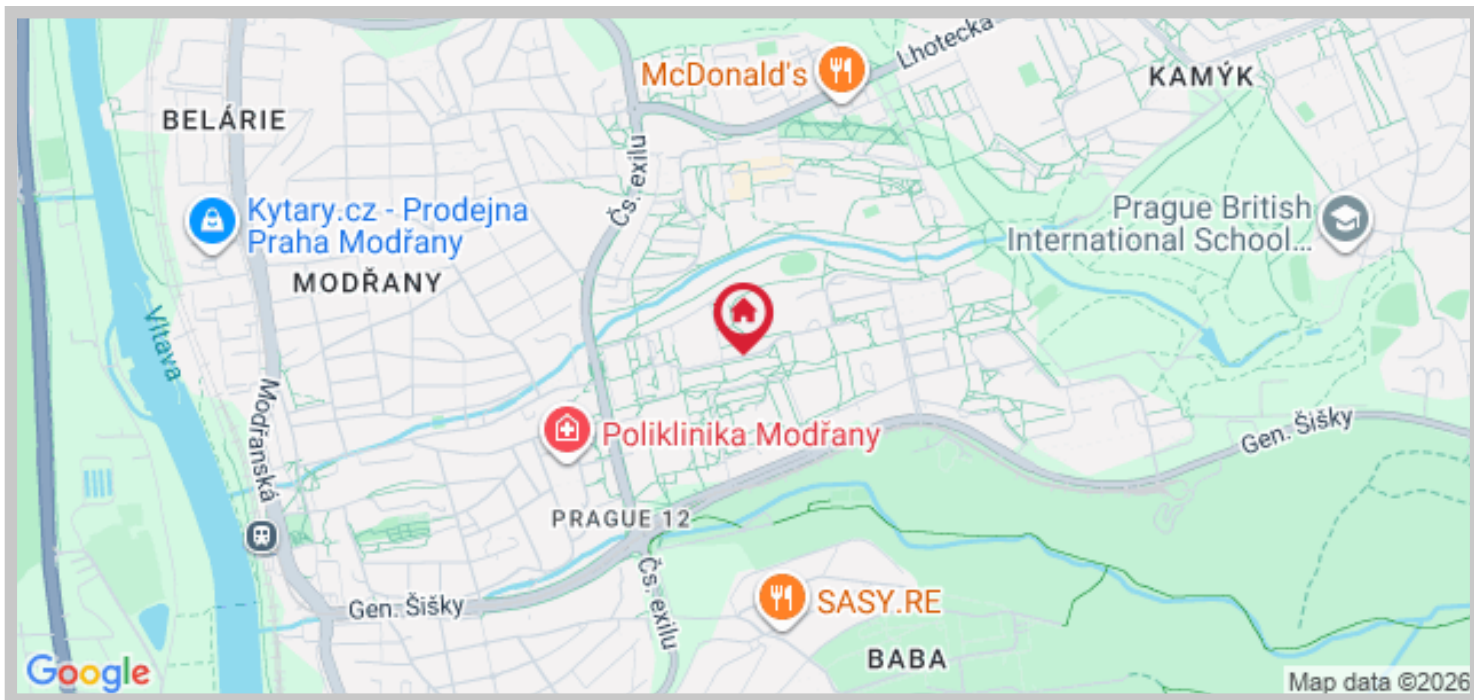 Lhotecka
McDonald's
KAMÝK
BELÁRIE
Čs. exilu
Kytary.cz - Prodejna
Praha Modřany
Prague British
International School...
MODŘANY
Vltava
Modřanská
Poliklinika Modřany
Gen. Šišky
PRAGUE 12
Čs. exilu
Gen. Šišky
SASY.RE
BABA
Google
Map data ©2026